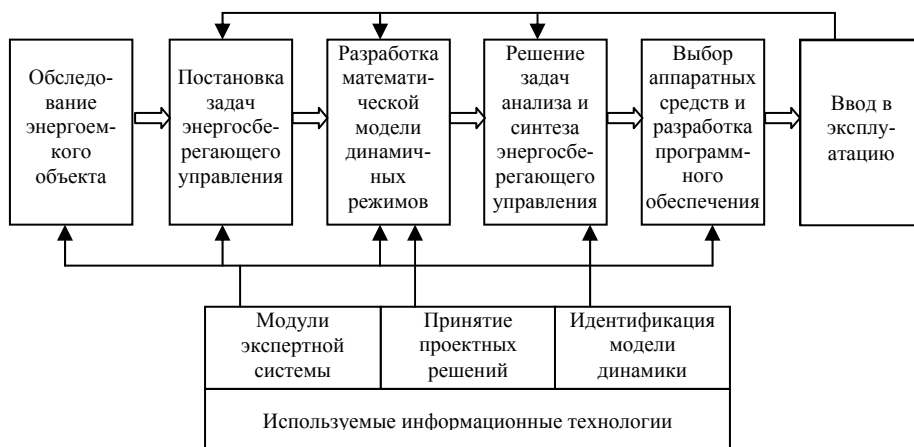 Обследо-
вание
энергоем-
кого
объекта
Постановка
задач
энергосбе-
регающего
управления
Разработка
математи-
ческой
модели
динамич-
ных
режимов
Решение
задач
анализа и
синтеза
энергосбе-
регающего
управления
Выбор
аппаратных
средств и
разработка
программ-
ного
обеспечения
Ввод в
эксплу-
атацию
Модули
экспертной
системы
Принятие
проектных
решений
Идентификация
модели
динамики
Используемые информационные технологии